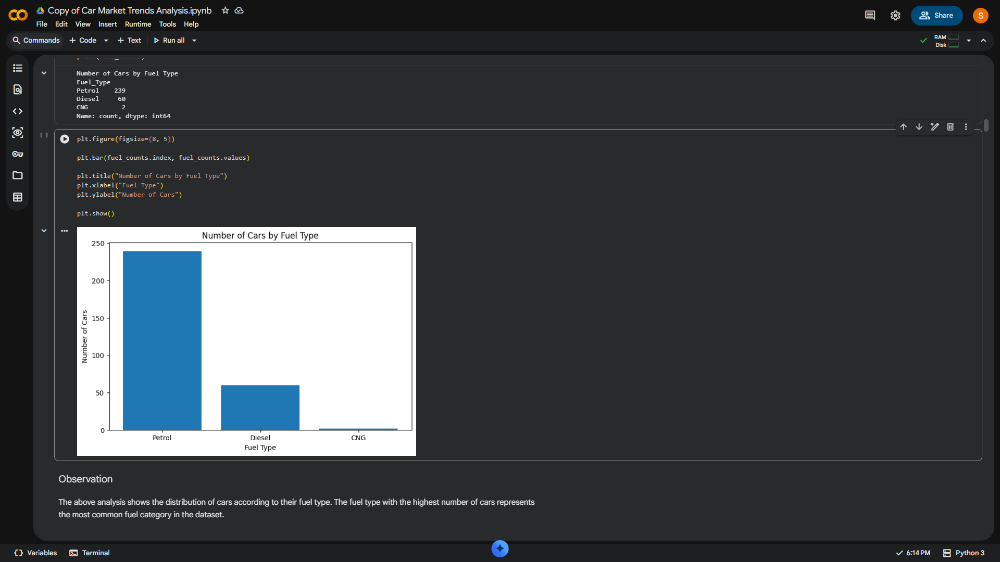 Copy of Car Market Trends Analysis.ipynb
File Edit View Insert Runtime Tools Help
Share
S
Commands + Code + Text Run all
RAM
Disk
print(fuel_counts)
Number of Cars by Fuel Type
Fuel_Type
Petrol 239
Diesel 60
CNG 2
Name: count, dtype: int64
[ ]
plt.figure(figsize=(8, 5))
plt.bar(fuel_counts.index, fuel_counts.values)
plt.title("Number of Cars by Fuel Type")
plt.xlabel("Fuel Type")
plt.ylabel("Number of Cars")
plt.show()
Number of Cars by Fuel Type
250
200
150
100
50
0
Number of Cars
Petrol Diesel CNG
Fuel Type
Observation
The above analysis shows the distribution of cars according to their fuel type. The fuel type with the highest number of cars represents
the most common fuel category in the dataset.
Variables Terminal
6:14 PM Python 3